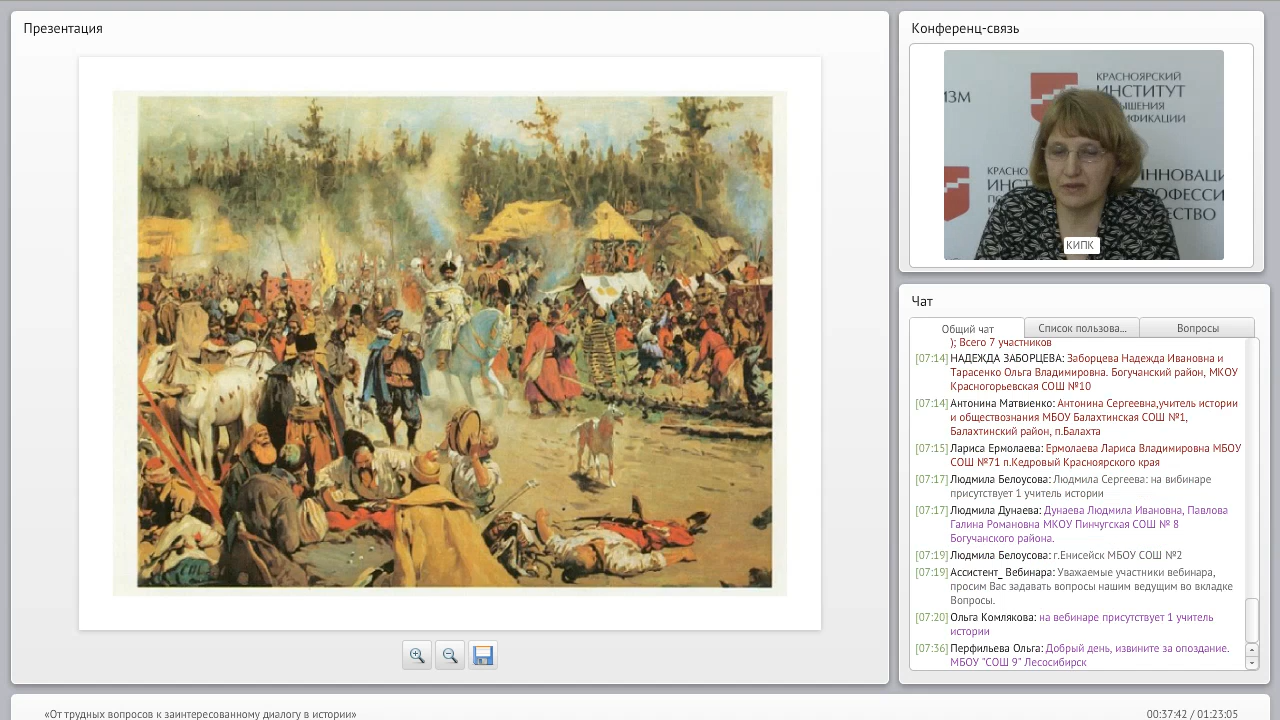 Презентация
Конференц-связь
КРАСНОЯРСКИЙ
ИНСТИТУТ
КИПК
Чат
Общий чат
Список пользова...
Вопросы
); Всего 7 участников
[07:14] НАДЕЖДА ЗАБОРЦЕВА: Заборцева Надежда Ивановна и
Тарасенко Ольга Владимировна. Богучанский район, МКОУ
Красногорьевская СОШ №10
[07:14] Антонина Матвиенко: Антонина Сергеевна,учитель истории
и обществознания МБОУ Балахтинская СОШ №1,
Балахтинский район, п.Балахта
[07:15] Лариса Ермолаева: Ермолаева Лариса Владимировна МБОУ
СОШ №71 п.Кедровый Красноярского края
[07:17] Людмила Белоусова: Людмила Сергеева: на вебинаре
присутствует 1 учитель истории
[07:17] Людмила Дунаева: Дунаева Людмила Ивановна, Павлова
Галина Романовна МКОУ Пинчугская СОШ № 8
Богучанского района.
[07:19] Людмила Белоусова: г.Енисейск МБОУ СОШ №2
[07:19] Ассистент_ Вебинара: Уважаемые участники вебинара,
просим Вас задавать вопросы нашим ведущим во вкладке
Вопросы.
[07:20] Ольга Комлякова: на вебинаре присутствует 1 учитель
истории
[07:36] Перфильева Ольга: Добрый день, извините за опоздание.
МБОУ "СОШ 9" Лесосибирск
«От трудных вопросов к заинтересованному диалогу в истории»
00:37:42 / 01:23:05